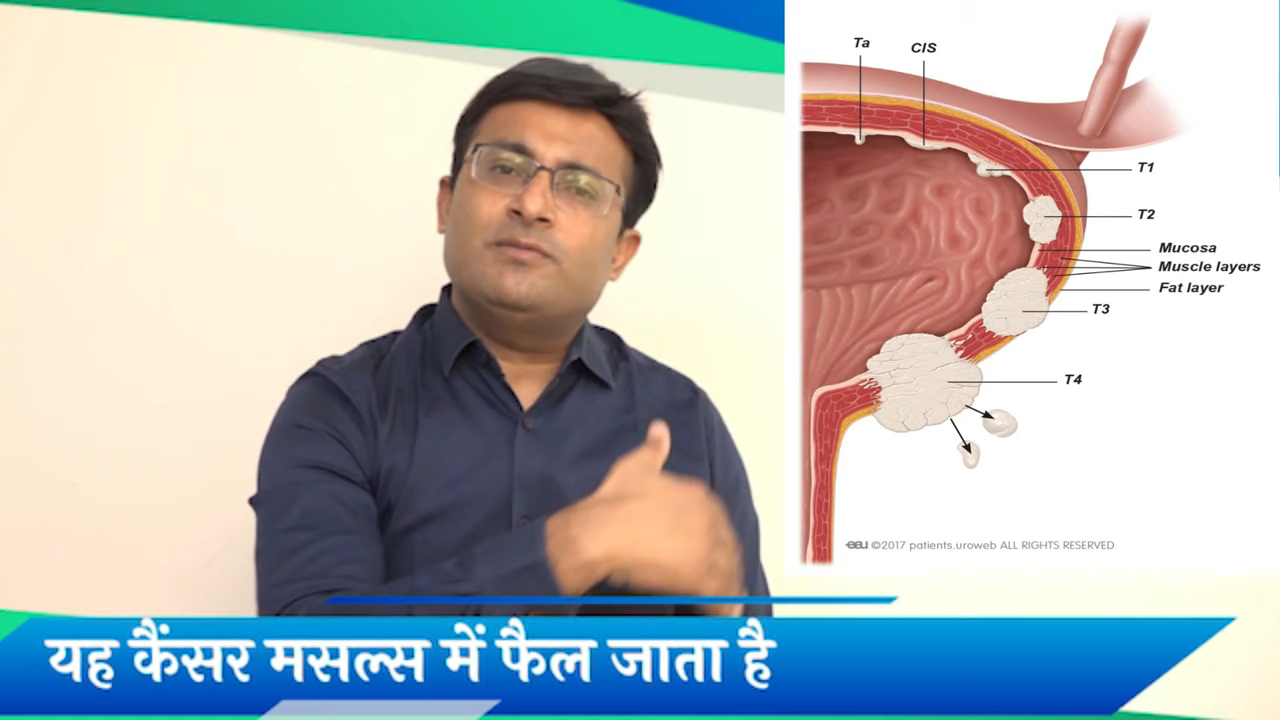 Ta
CIS
T1
T2
Mucosa
Muscle layers
Fat layer
T3
T4
eau ©2017 patients.uroweb ALL RIGHTS RESERVED
यह कैंसर मसल्स में फैल जाता है